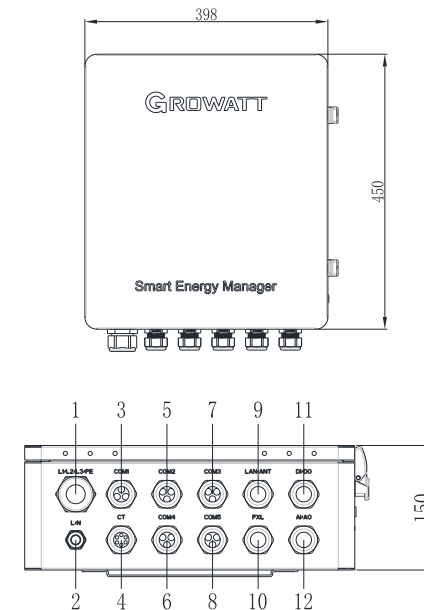 398
GROWATT
450
Smart Energy Manager
1 3 5 7 9 11
L1•L2•L3•PE COM1 COM2 COM3 LAN•ANT DI•DO
150
L•N CT COM4 COM5 PXL AI•AO
2 4 6 8 10 12